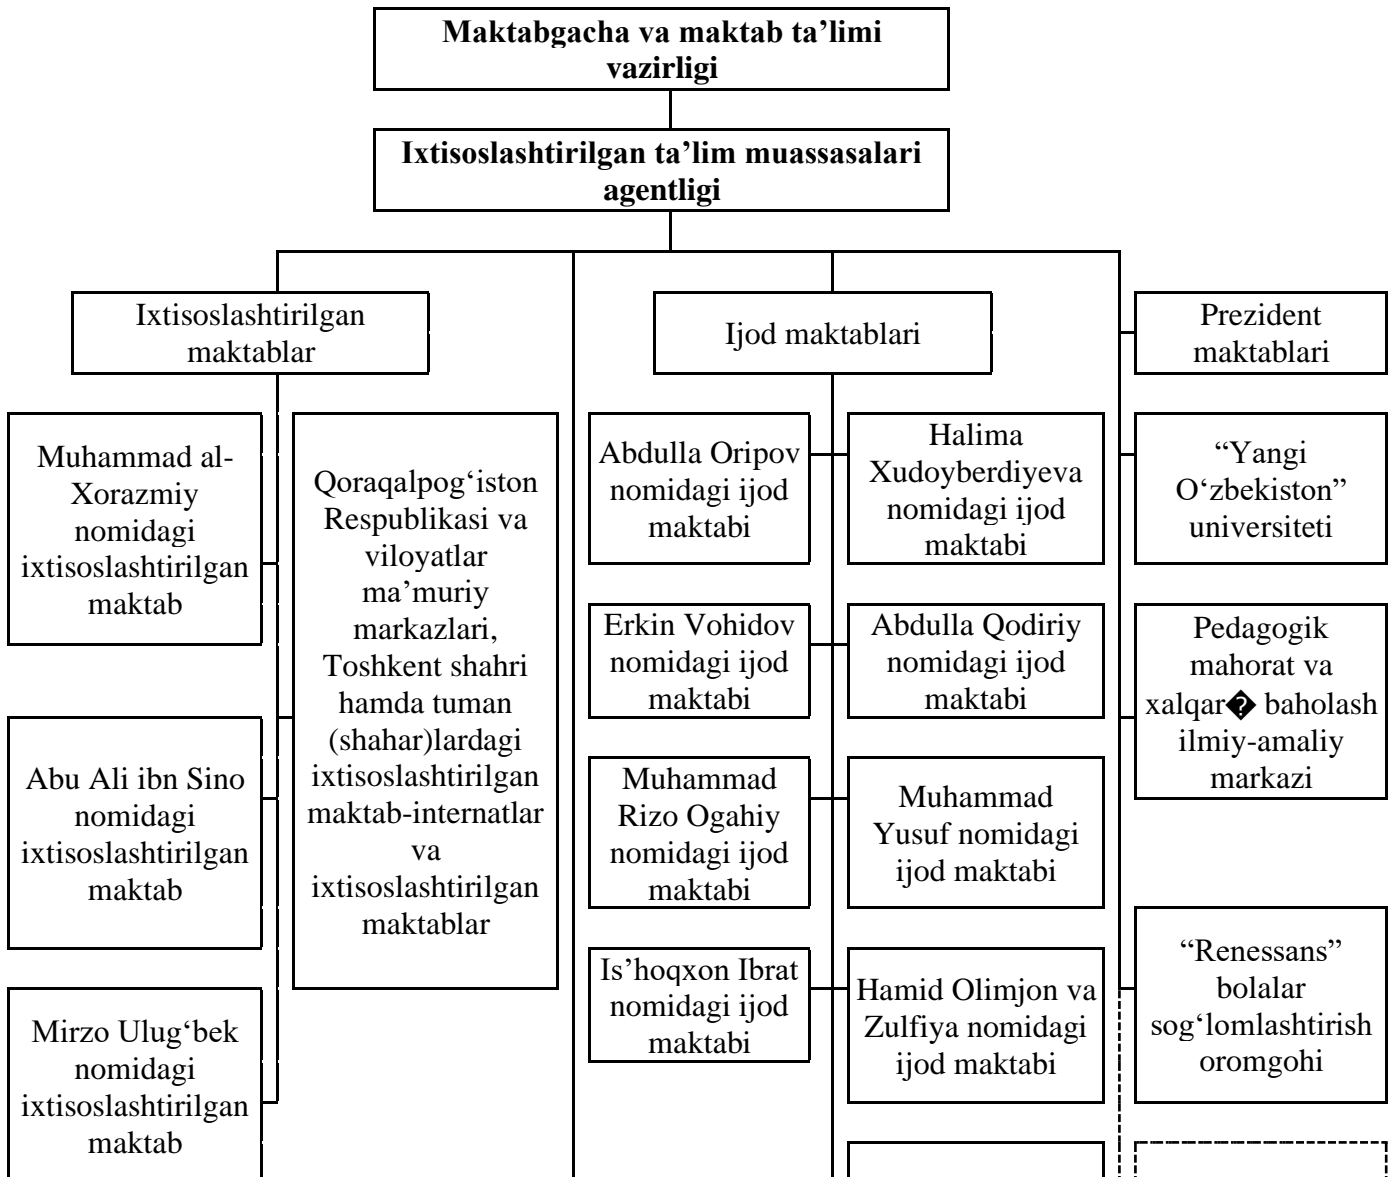 Maktabgacha va maktab ta’limi
vazirligi
Ixtisoslashtirilgan ta’lim muassasalari
agentligi
Ixtisoslashtirilgan
maktablar
Ijod maktablari
Prezident
maktablari
Muhammad al-
Xorazmiy
nomidagi
ixtisoslashtirilgan
maktab
Abu Ali ibn Sino
nomidagi
ixtisoslashtirilgan
maktab
Mirzo Ulug‘bek
nomidagi
ixtisoslashtirilgan
maktab
Qoraqalpog‘iston
Respublikasi va
viloyatlar
ma’muriy
markazlari,
Toshkent shahri
hamda tuman
(shahar)lardagi
ixtisoslashtirilgan
maktab-internatlar
va
ixtisoslashtirilgan
maktablar
Abdulla Oripov
nomidagi ijod
maktabi
Halima
Xudoyberdiyeva
nomidagi ijod
maktabi
Erkin Vohidov
nomidagi ijod
maktabi
Abdulla Qodiriy
nomidagi ijod
maktabi
Muhammad
Rizo Ogahiy
nomidagi ijod
maktabi
Muhammad
Yusuf nomidagi
ijod maktabi
Is’hoqxon Ibrat
nomidagi ijod
maktabi
Hamid Olimjon va
Zulfiya nomidagi
ijod maktabi
“Yangi
O‘zbekiston”
universiteti
Pedagogik
mahorat va
xalqar� baholash
ilmiy-amaliy
markazi
“Renessans”
bolalar
sog‘lomlashtirish
oromgohi